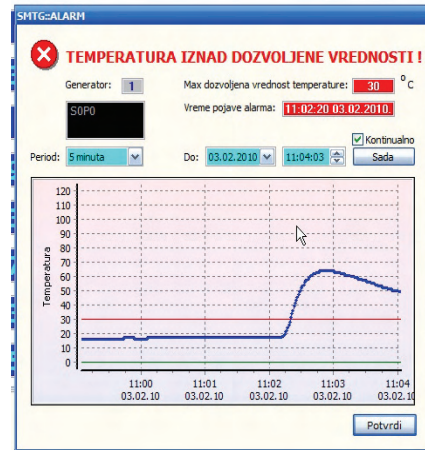 SMTG::ALARM
TEMPERATURA IZNAD DOZVOLJENE VREDNOSTI !
Generator: 1 Max dozvoljena vrednost temperature: 30 °C
S0P0 Vreme pojave alarma: 11:02:20 03.02.2010.
Kontinualno
Period: 5 minuta Do: 03.02.2010 11:04:03 Sada
Temperatura
120
110
100
90
80
70
60
50
40
30
20
10
0
11:00 11:01 11:02 11:03 11:04
03.02.10 03.02.10 03.02.10 03.02.10 03.02.10
Potvrdi